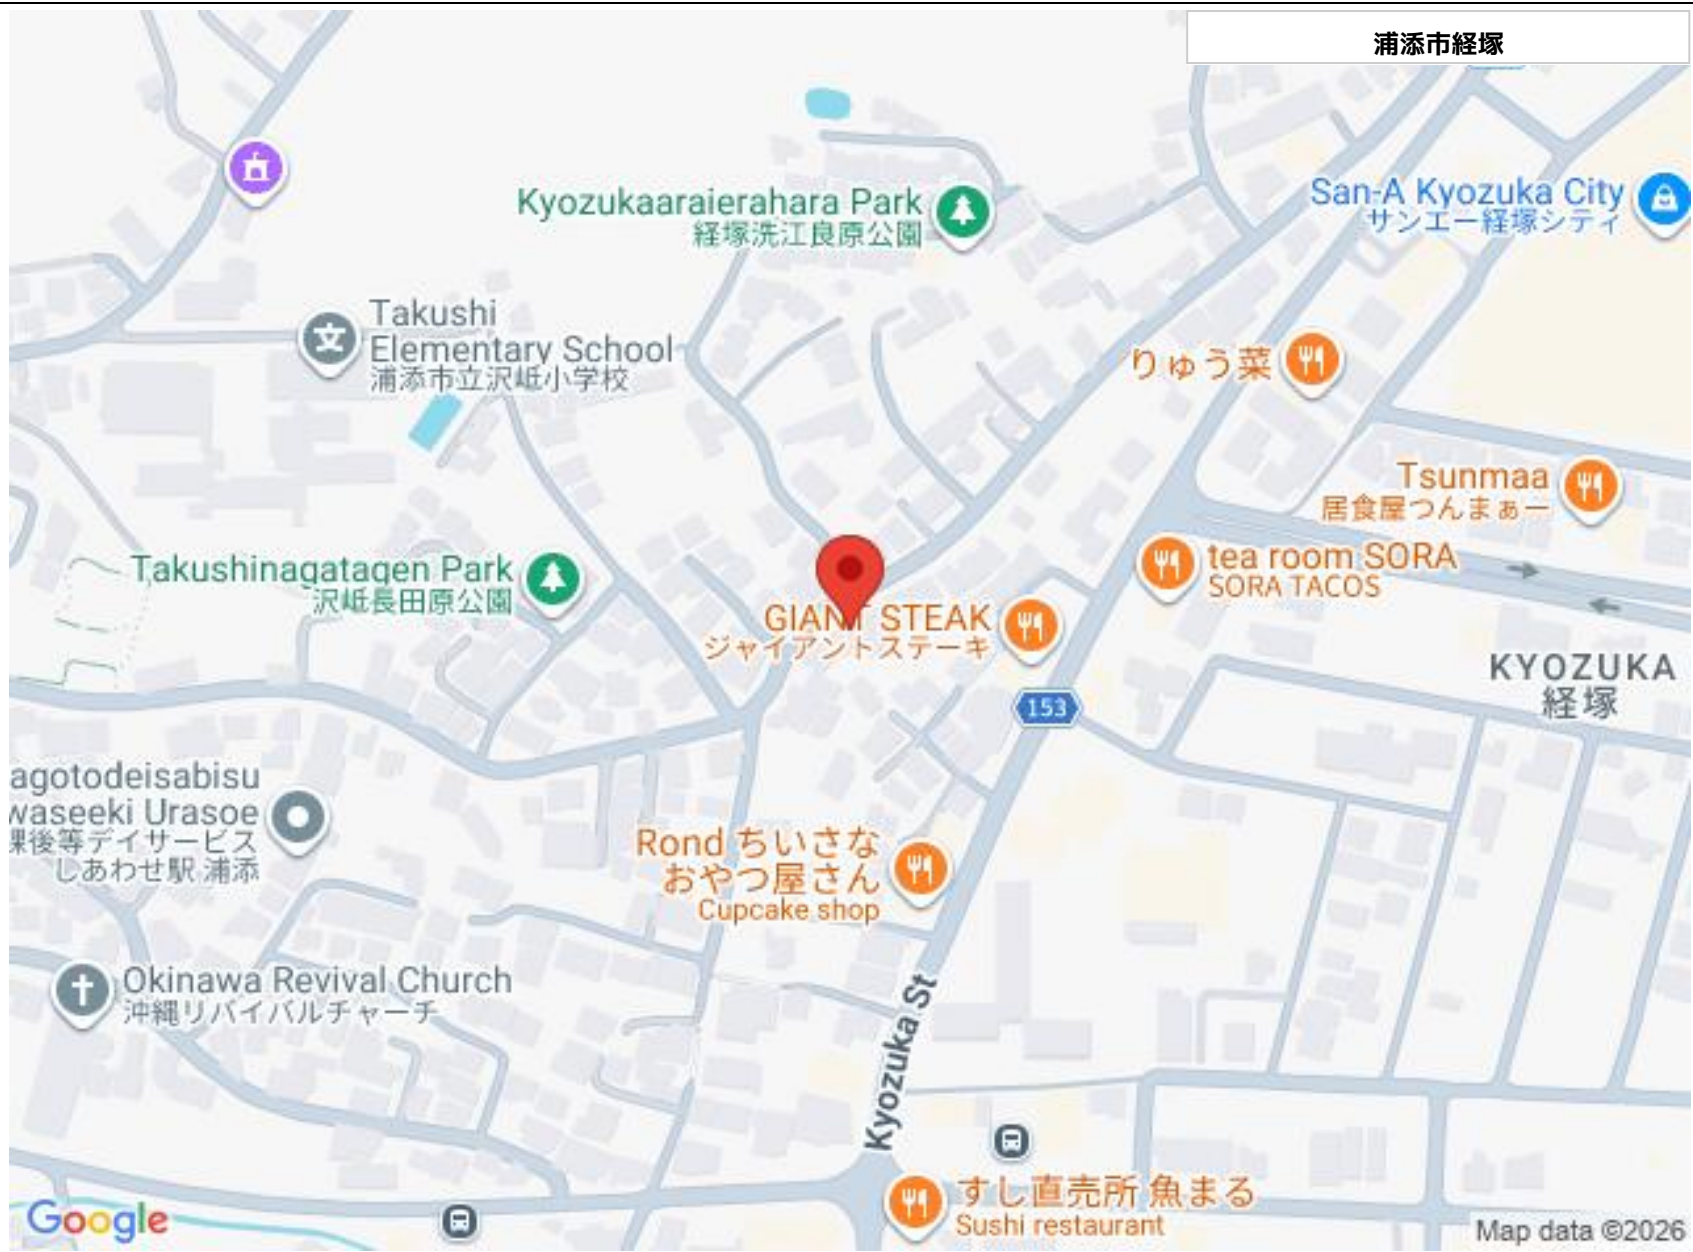 浦添市経塚
Kyozukaaraierahara Park
経塚洗江良原公園
San-A Kyozuka City
サンエー経塚シティ
文
Takushi
Elementary School
浦添市立沢岻小学校
りゅう菜
Tsunmaa
居食屋つんまぁー
tea room SORA
SORA TACOS
Takushinagatagen Park
沢岻長田原公園
GIANT STEAK
ジャイアントステーキ
KYOZUKA
経塚
153
agotodeisabisu
waseeki Urasoe
課後等デイサービス
しあわせ駅 浦添
Rond ちいさな
おやつ屋さん
Cupcake shop
Okinawa Revival Church
沖縄リバイバルチャーチ
Kyozuka St
すし直売所 魚まる
Sushi restaurant
Google
Map data ©2026